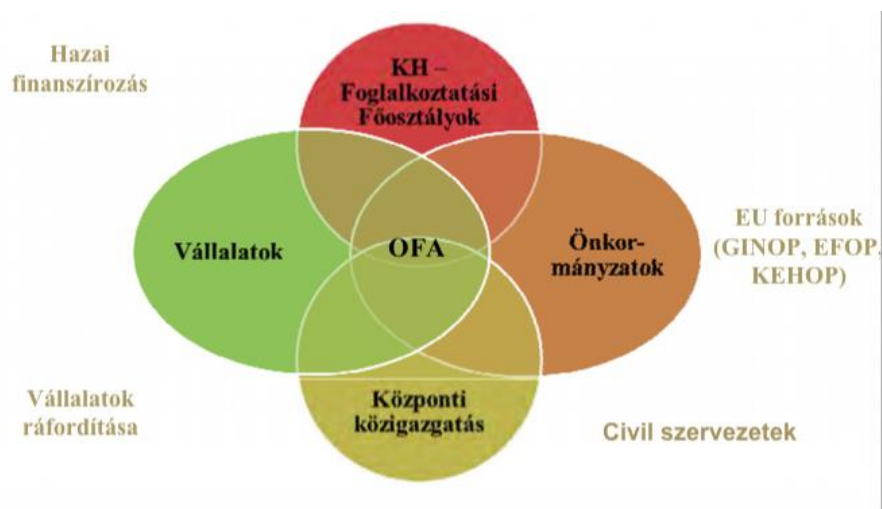 Hazai
finanszírozás
KH –
Foglalkoztatási
Főosztályok
Vállalatok
OFA
Önkor-
mányzatok
EU források
(GINOP, EFOP,
KEHOP)
Vállalatok
ráfordítása
Központi
közigazgatás
Civil szervezetek